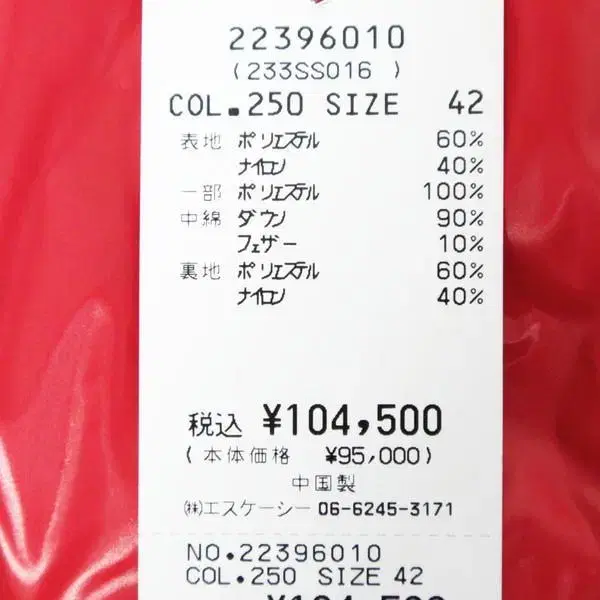 22396010
(233SS016 )
COL.250 SIZE 42
表地 ポリエステル 60%
ナイロン 40%
一部 ポリエステル 100%
中綿 ダウン 90%
フェザー 10%
裏地 ポリエステル 60%
ナイロン 40%
税込 ¥104,500
(本体価格 ¥95,000)
中国製
㈱エスケーシー 06-6245-3171
NO.22396010
COL.250 SIZE 42
¥104,500